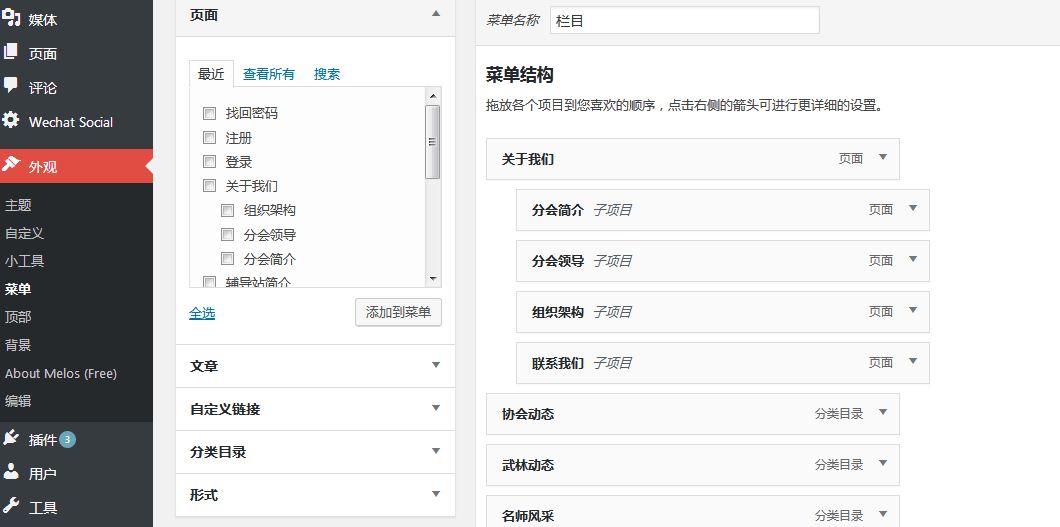 媒体
页面
评论
Wechat Social
外观
主题
自定义
小工具
菜单
顶部
背景
About Melos (Free)
编辑
插件 3
用户
工具
页面
最近 查看所有 搜索
找回密码
注册
登录
关于我们
组织架构
分会领导
分会简介
辅导站简介
全选 添加到菜单
文章
自定义链接
分类目录
形式
菜单名称 栏目
菜单结构
拖放各个项目到您喜欢的顺序，点击右侧的箭头可进行更详细的设置。
关于我们 页面
分会简介 子项目 页面
分会领导 子项目 页面
组织架构 子项目 页面
联系我们 子项目 页面
协会动态 分类目录
武林动态 分类目录
名师风采 分类目录